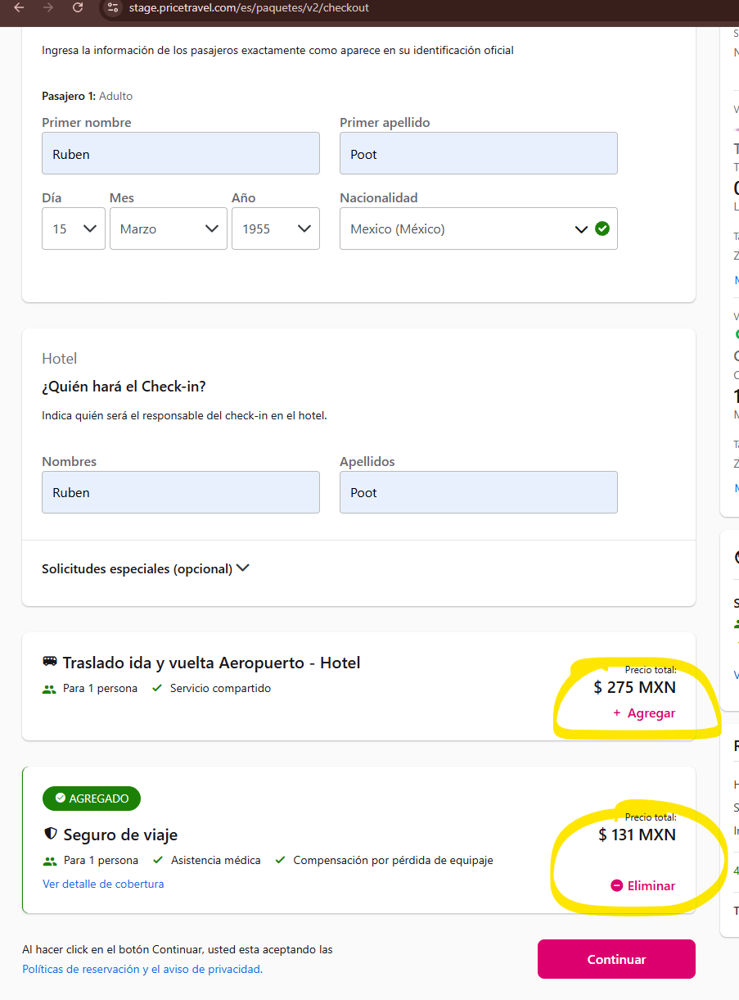 stage.pricetravel.com/es/paquetes/v2/checkout
Ingresa la información de los pasajeros exactamente como aparece en su identificación oficial
Pasajero 1: Adulto
Primer nombre Primer apellido
Ruben Poot
Día Mes Año Nacionalidad
15 Marzo 1955 Mexico (México)
Hotel
¿Quién hará el Check-in?
Indica quién será el responsable del check-in en el hotel.
Nombres Apellidos
Ruben Poot
Solicitudes especiales (opcional)
Traslado ida y vuelta Aeropuerto - Hotel
Para 1 persona Servicio compartido
Precio total:
$ 275 MXN
+ Agregar
AGREGADO
Seguro de viaje
Para 1 persona Asistencia médica Compensación por pérdida de equipaje
Ver detalle de cobertura
Precio total:
$ 131 MXN
Eliminar
Al hacer click en el botón Continuar, usted esta aceptando las
Políticas de reservación y el aviso de privacidad.
Continuar